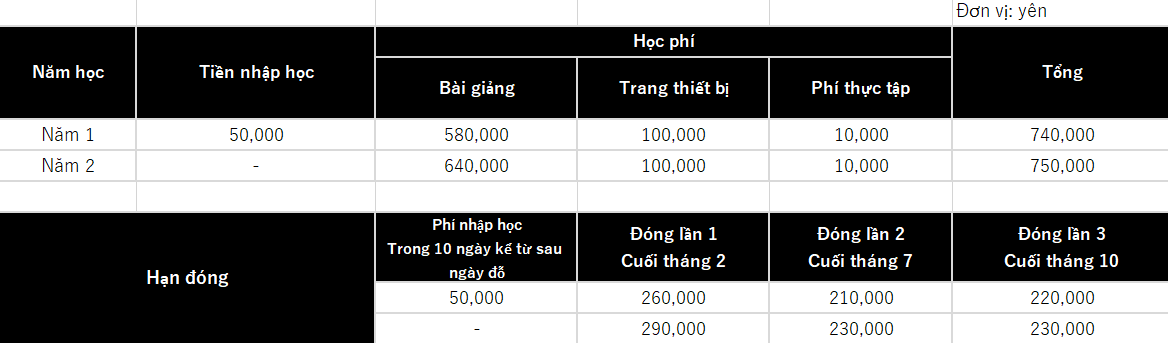 Đơn vị: yên
Năm học Tiền nhập học Học phí Tổng
Bài giảng Trang thiết bị Phí thực tập
Năm 1 50,000 580,000 100,000 10,000 740,000
Năm 2 - 640,000 100,000 10,000 750,000
Hạn đóng
Phí nhập học
Trong 10 ngày kể từ sau
ngày đỗ
Đóng lần 1
Cuối tháng 2
Đóng lần 2
Cuối tháng 7
Đóng lần 3
Cuối tháng 10
50,000 260,000 210,000 220,000
- 290,000 230,000 230,000